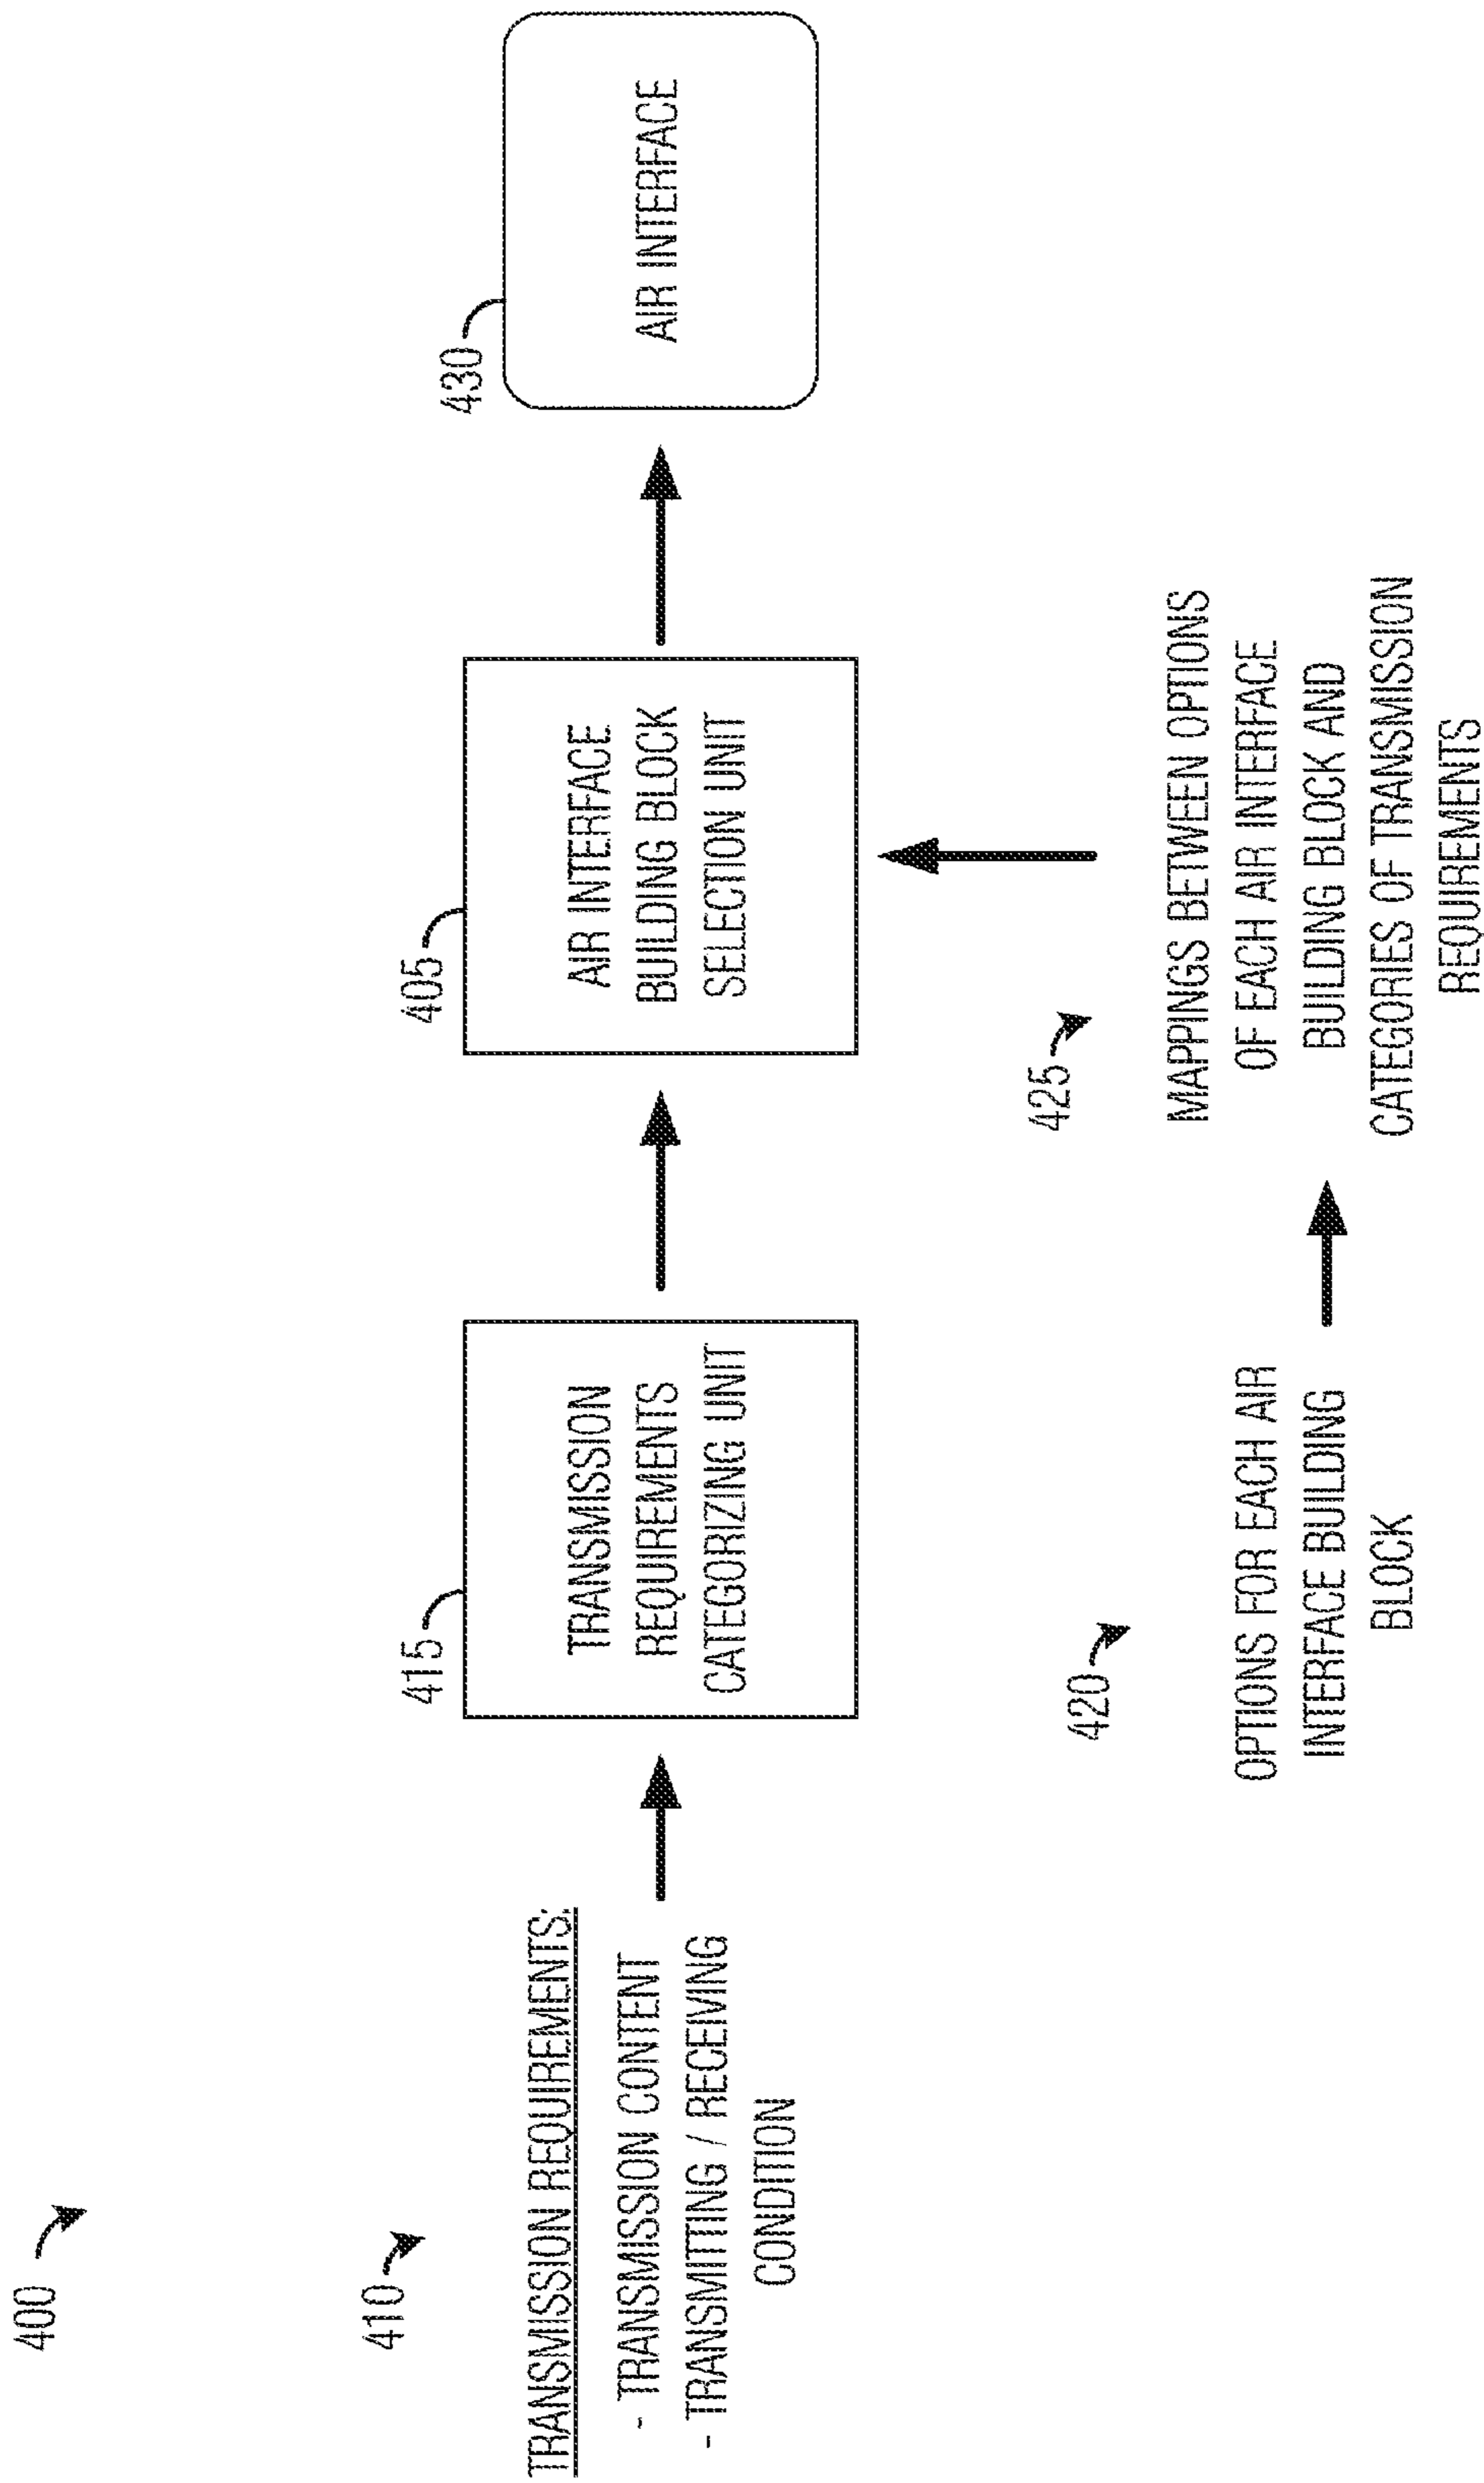 400
410
TRANSMISSION REQUIREMENTS:
- TRANSMISSION CONTENT
- TRANSMITTING / RECEIVING
CONDITION
415
TRANSMISSION
REQUIREMENTS
CATEGORIZING UNIT
405
AIR INTERFACE
BUILDING BLOCK
SELECTION UNIT
430
AIR INTERFACE
420
OPTIONS FOR EACH AIR
INTERFACE BUILDING
BLOCK
425
MAPPINGS BETWEEN OPTIONS
OF EACH AIR INTERFACE
BUILDING BLOCK AND
CATEGORIES OF TRANSMISSION
REQUIREMENTS